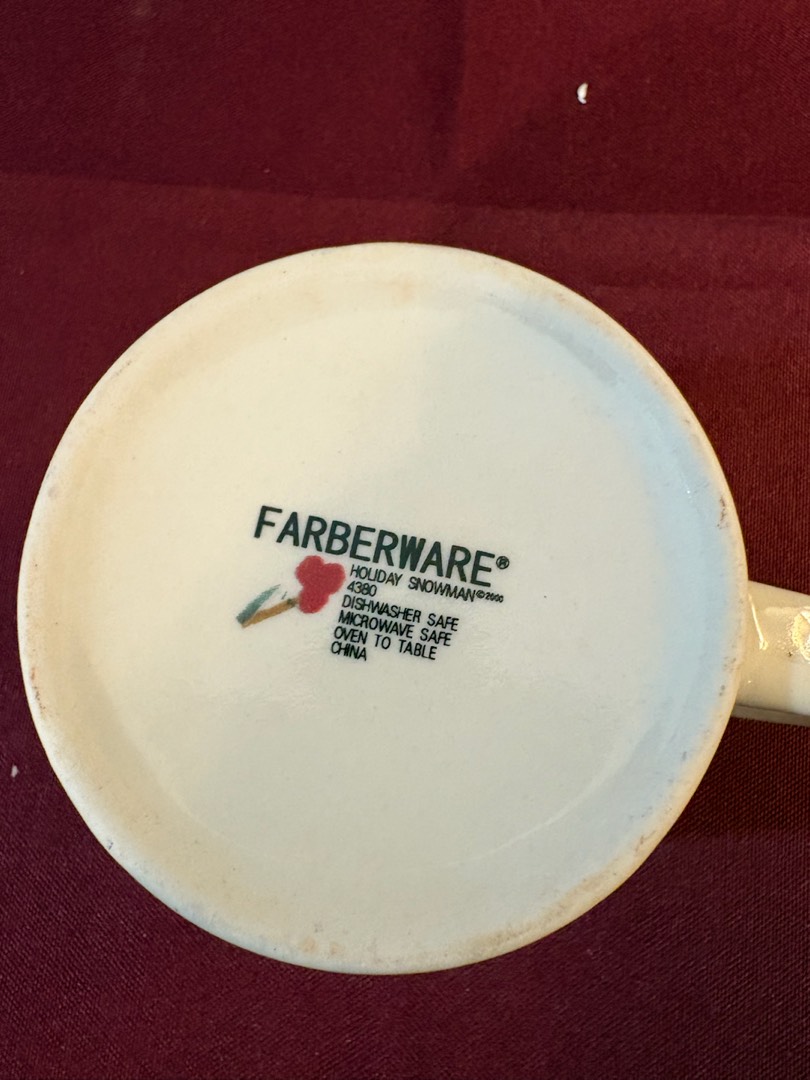 FARBERWARE®
HOLIDAY SNOWMAN©2000
4380
DISHWASHER SAFE
MICROWAVE SAFE
OVEN TO TABLE
CHINA